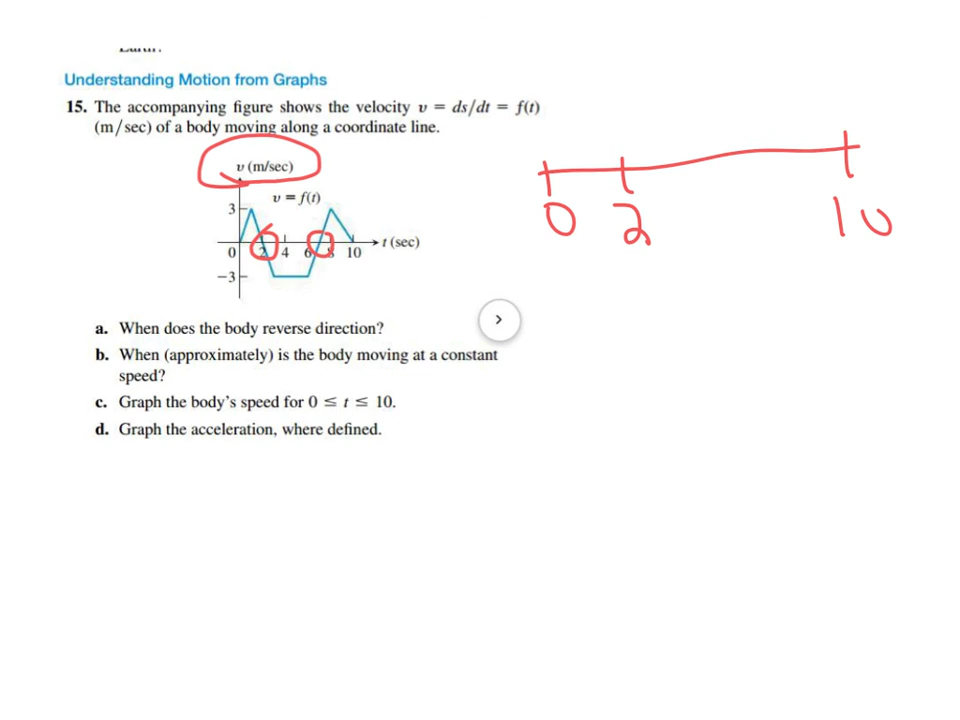 Understanding Motion from Graphs
15. The accompanying figure shows the velocity v = ds/dt = f(t)
(m/sec) of a body moving along a coordinate line.
v (m/sec)
v = f(t)
3
0 2 4 6 8 10 t (sec)
−3
0 2 10
a. When does the body reverse direction?
b. When (approximately) is the body moving at a constant
speed?
c. Graph the body's speed for 0 ≤ t ≤ 10.
d. Graph the acceleration, where defined.